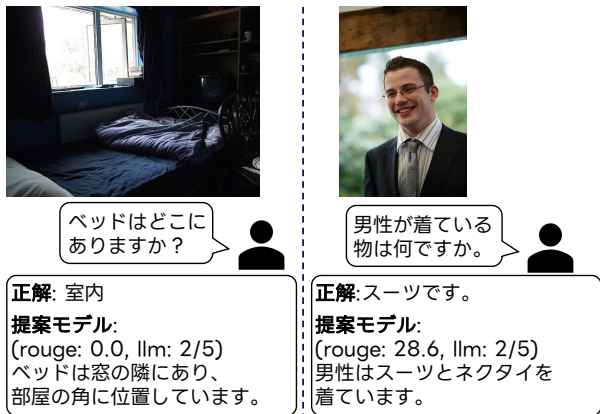 ベッドはどこに
ありますか？
正解: 室内
提案モデル:
(rouge: 0.0, llm: 2/5)
ベッドは窓の隣にあり、
部屋の角に位置しています。
男性が着ている
物は何ですか。
正解:スーツです。
提案モデル:
(rouge: 28.6, llm: 2/5)
男性はスーツとネクタイを
着ています。